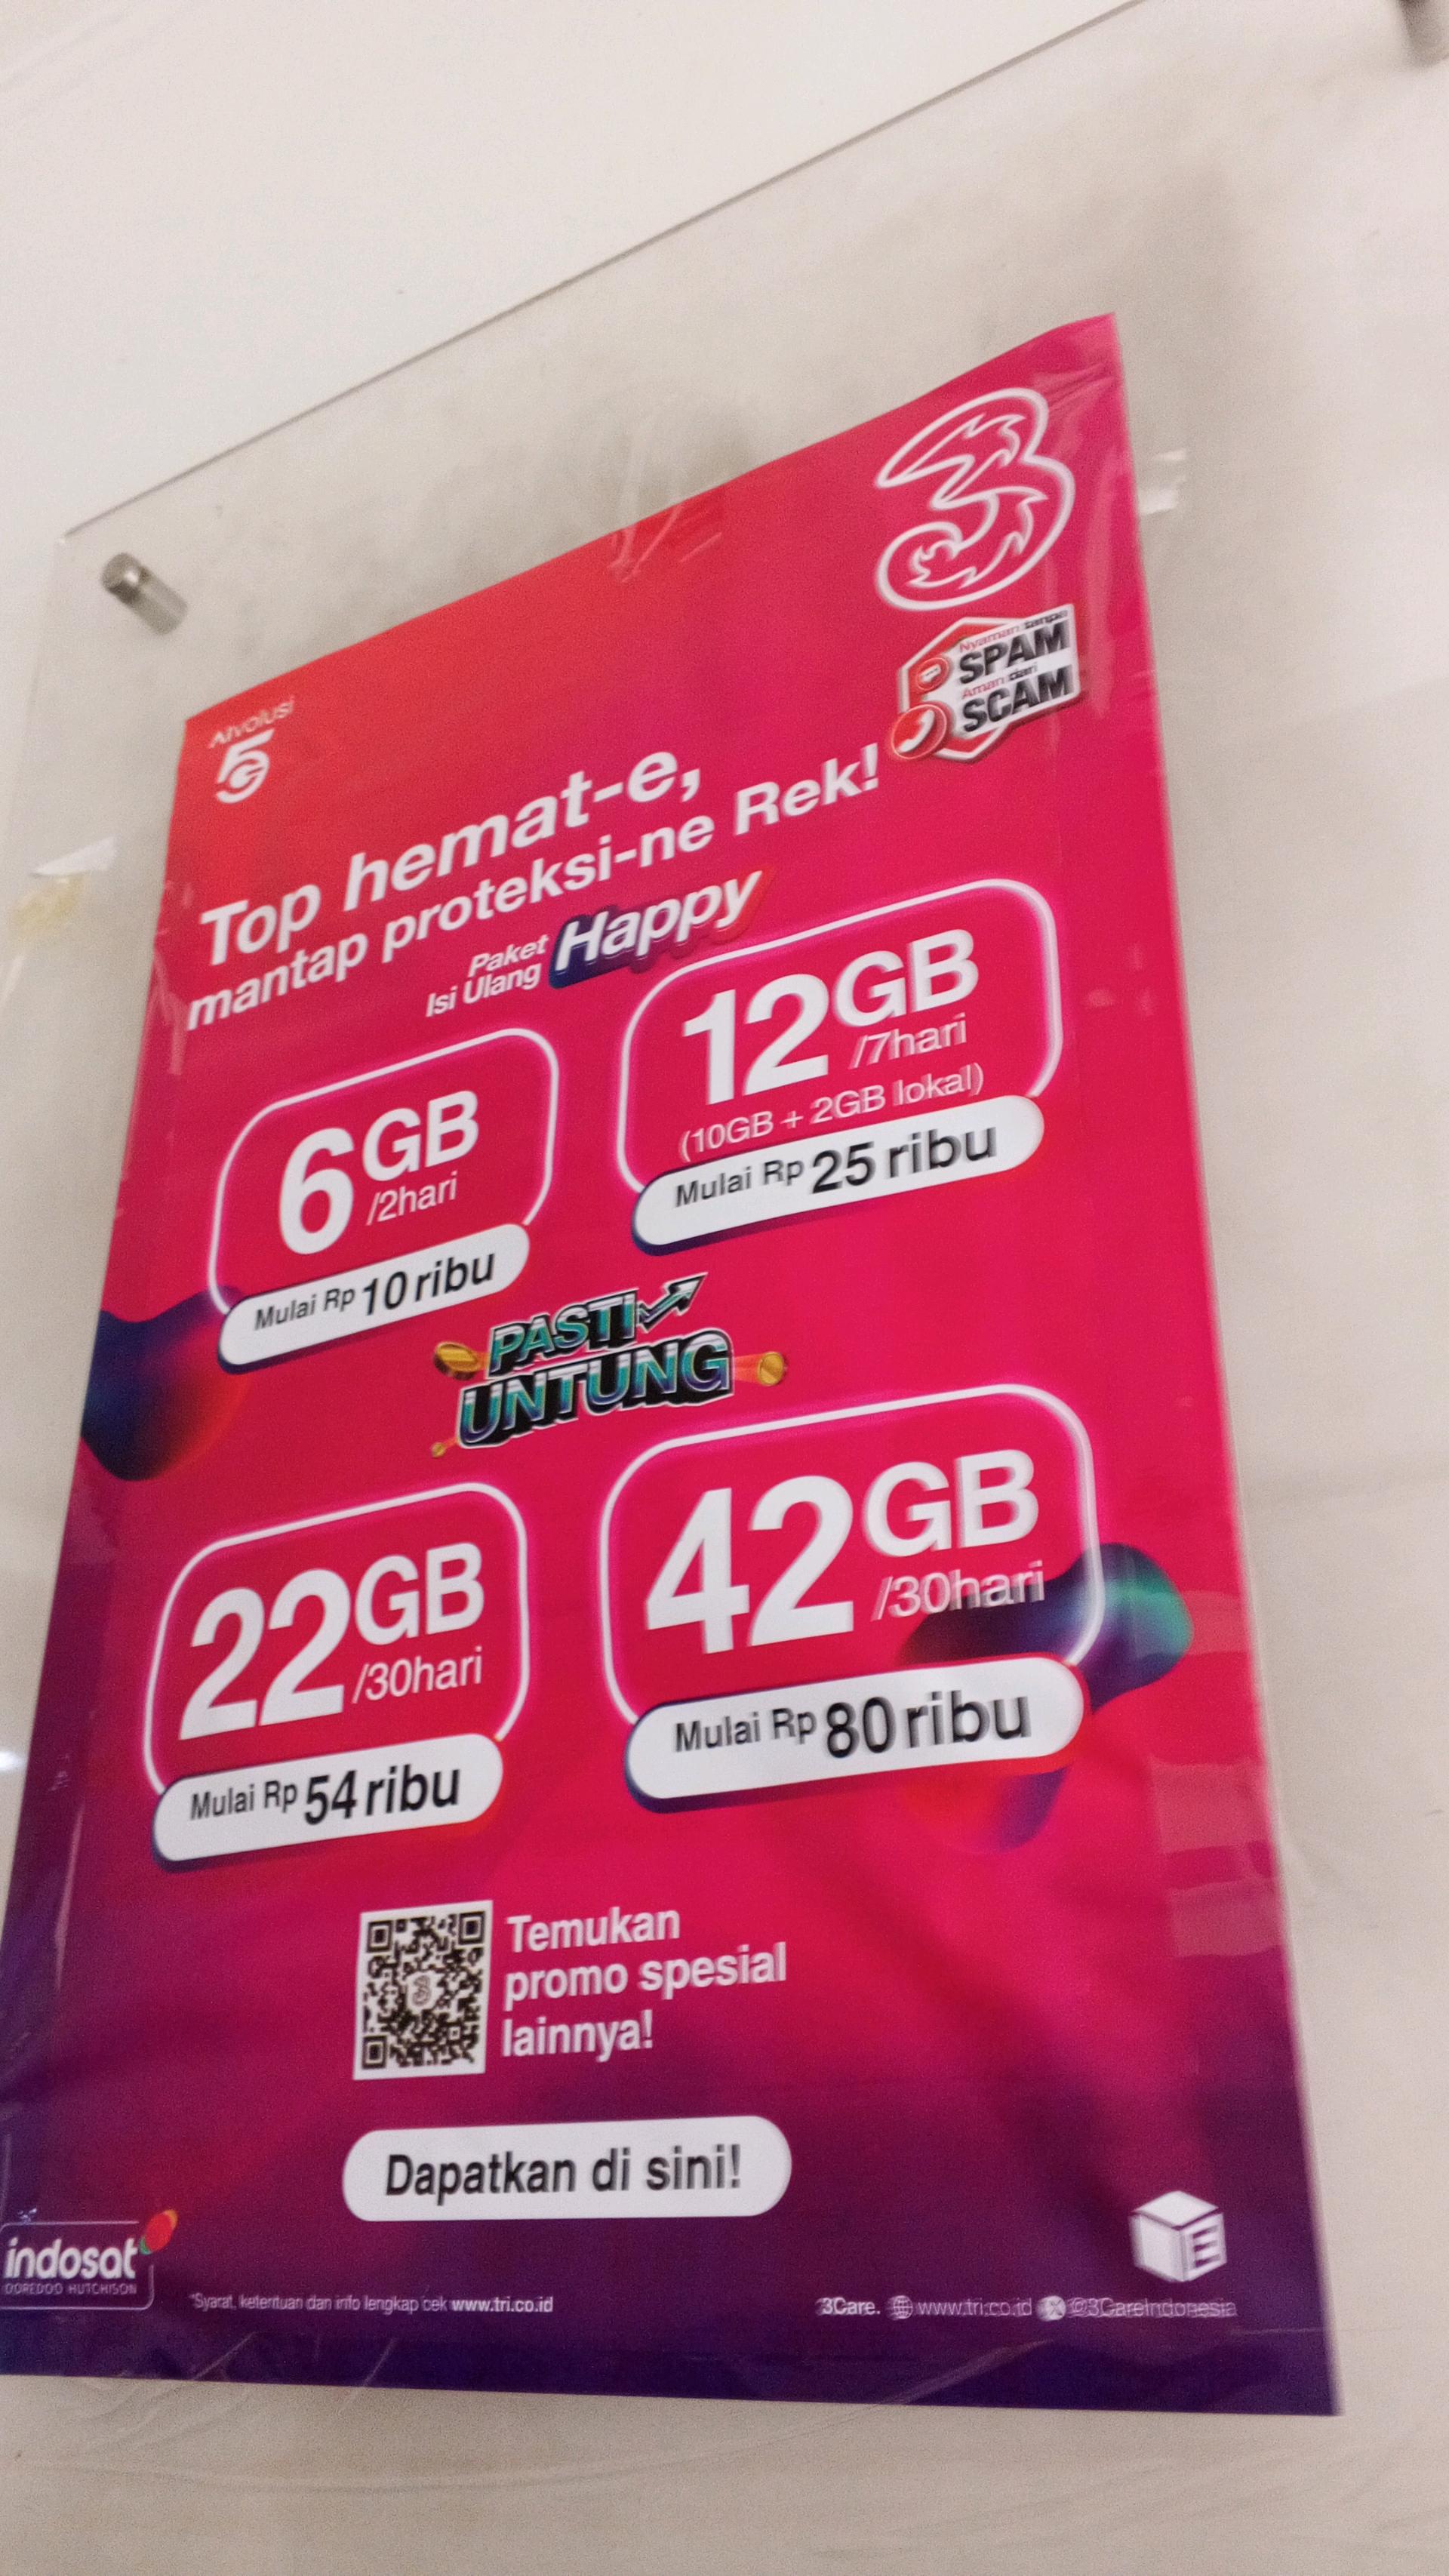 AIvolusi
5G
3
Nyaman tanpa
SPAM
Aman dari
SCAM
Top hemat-e,
mantap proteksi-ne Rek!
Paket
Isi Ulang
Happy
6GB
/2hari
Mulai Rp 10 ribu
12GB
/7hari
(10GB + 2GB lokal)
Mulai Rp 25 ribu
PASTI
UNTUNG
22GB
/30hari
Mulai Rp 54 ribu
42GB
/30hari
Mulai Rp 80 ribu
Temukan
promo spesial
lainnya!
Dapatkan di sini!
indosat
OOREDOO HUTCHISON
*Syarat, ketentuan dan info lengkap cek www.tri.co.id
3Care. www.tri.co.id @3CareIndonesia